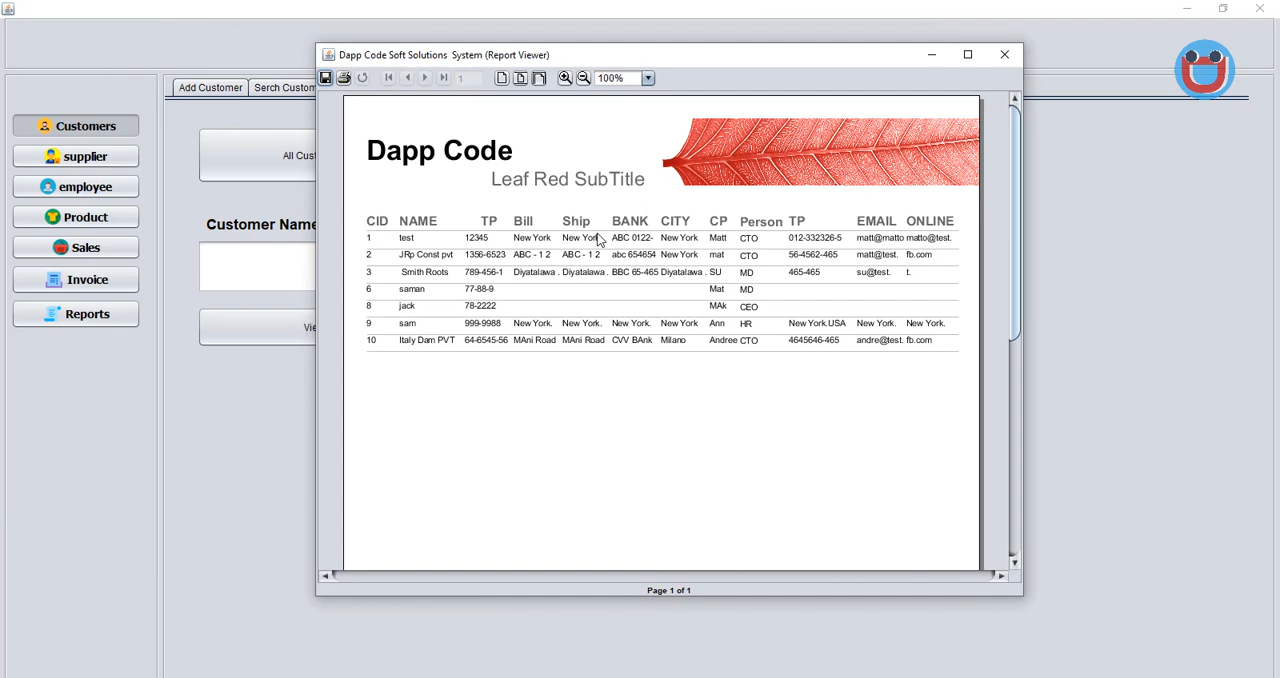 Dapp Code Soft Solutions System (Report Viewer)
1 100%
Add Customer Serch Custom
Customers
supplier
employee
Product
Sales
Invoice
Reports
All Cust
Customer Name
Vie
Dapp Code
Leaf Red SubTitle
CID NAME TP Bill Ship BANK CITY CP Person TP EMAIL ONLINE
1 test 12345 New York New York ABC 0122- New York Matt CTO 012-332326-5 matt@matto matto@test.
2 JRp Const pvt 1356-6523 ABC - 1 2 ABC - 1 2 abc 654654 New York mat CTO 56-4562-465 matt@test. fb.com
3 Smith Roots 789-456-1 Diyatalawa . Diyatalawa . BBC 65-465 Diyatalawa . SU MD 465-465 su@test. t.
6 saman 77-88-9 Mat MD
8 jack 78-2222 MAk CEO
9 sam 999-9988 New York. New York. New York. New York Ann HR New York.USA New York. New York.
10 Italy Dam PVT 64-6545-56 MAni Road MAni Road CVV BAnk Milano Andree CTO 4645646-465 andre@test. fb.com
Page 1 of 1